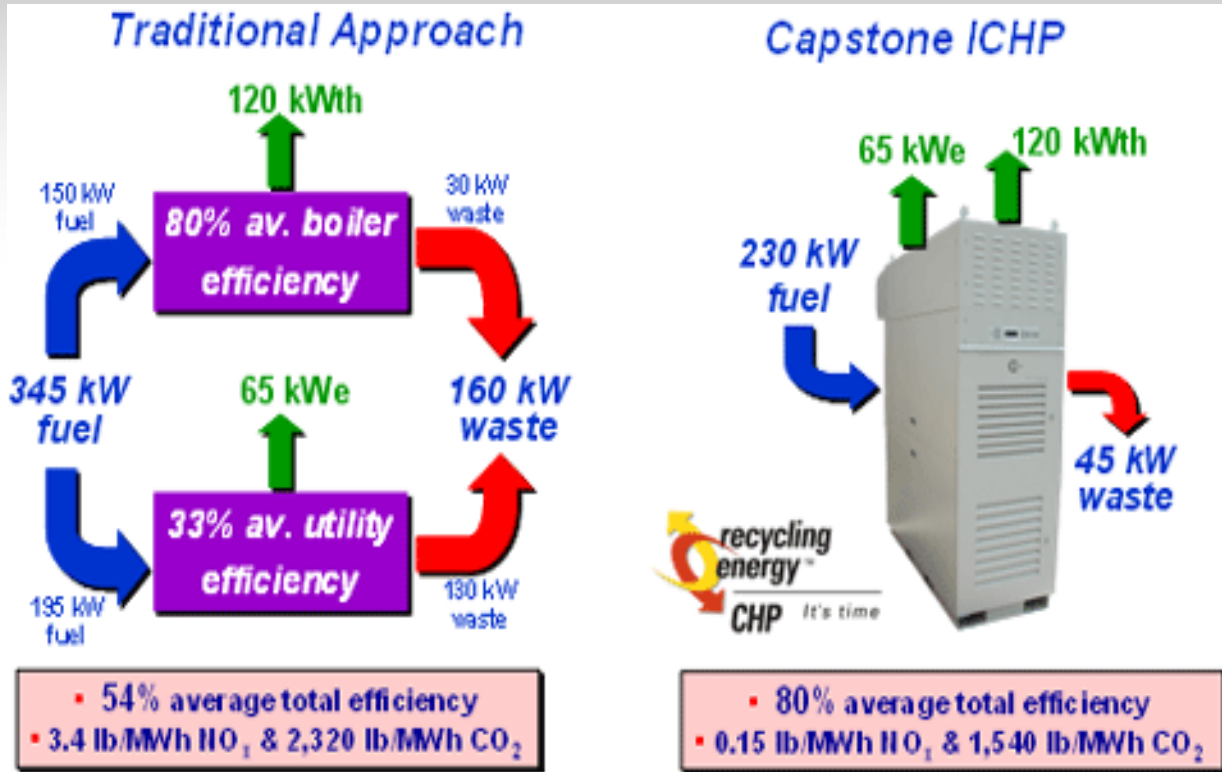 Traditional Approach
120 kWth
150 kW
fuel
30 kW
waste
80% av. boiler
efficiency
345 kW
fuel
65 kWe
160 kW
waste
33% av. utility
efficiency
195 kW
fuel
130 kW
waste
• 54% average total efficiency
• 3.4 lb/MWh NOₓ & 2,320 lb/MWh CO₂
Capstone ICHP
65 kWe
120 kWth
230 kW
fuel
45 kW
waste
recycling
energy™
CHP It's time
• 80% average total efficiency
• 0.15 lb/MWh NOₓ & 1,540 lb/MWh CO₂